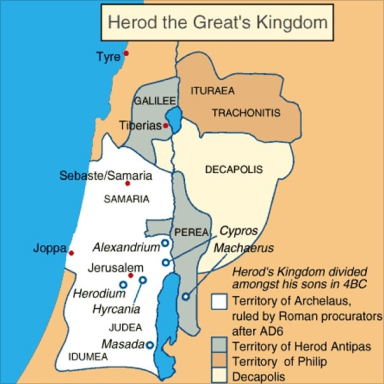 Herod the Great's Kingdom
Tyre
ITURAEA
GALILEE
TRACHONITIS
Tiberias
DECAPOLIS
Sebaste/Samaria
SAMARIA
PEREA
Cypros
Alexandrium
Machaerus
Joppa
Jerusalem
Herodium
Hyrcania
JUDEA
Masada
IDUMEA
Herod's Kingdom divided
amongst his sons in 4BC
Territory of Archelaus,
ruled by Roman procurators
after AD6
Territory of Herod Antipas
Territory of Philip
Decapolis